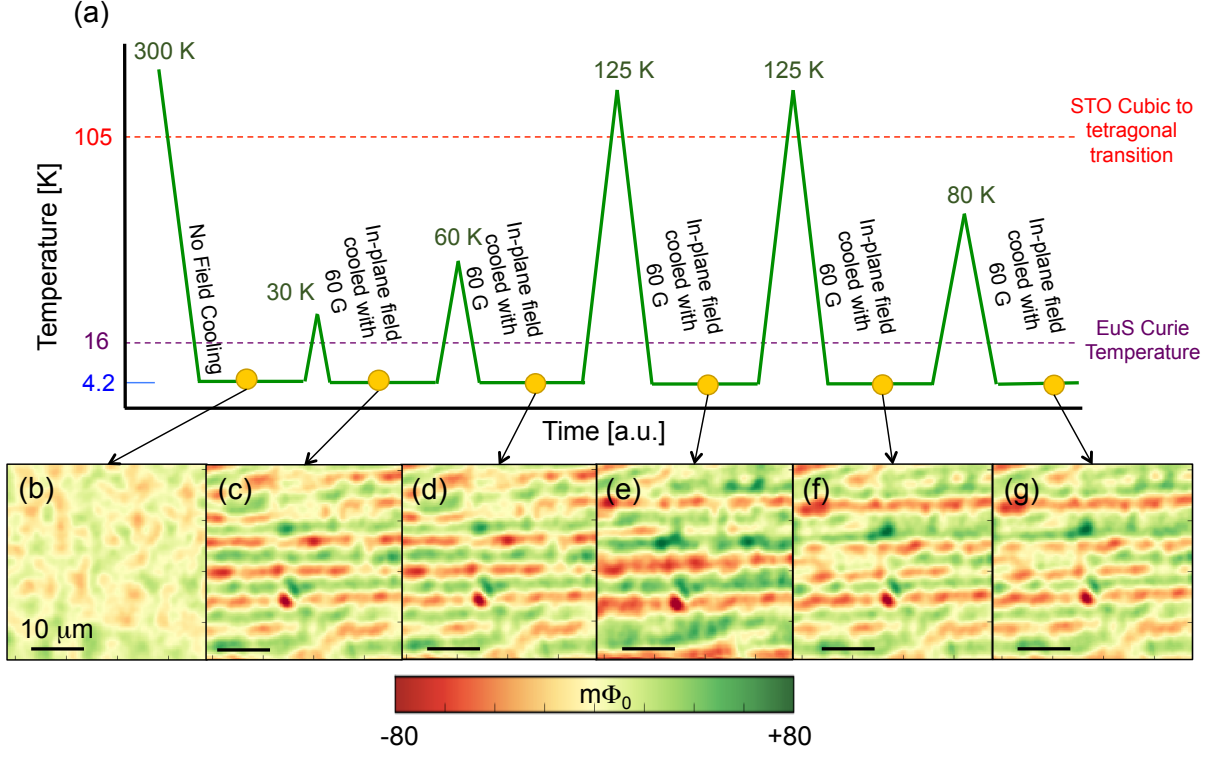 (a)
300 K
125 K
125 K
STO Cubic to
tetragonal
transition
105
80 K
60 K
30 K
No Field Cooling
In-plane field
cooled with
60 G
In-plane field
cooled with
60 G
In-plane field
cooled with
60 G
In-plane field
cooled with
60 G
In-plane field
cooled with
60 G
Temperature [K]
16
EuS Curie
Temperature
4.2
Time [a.u.]
(b)
(c)
(d)
(e)
(f)
(g)
10 μm
mΦ₀
-80
+80